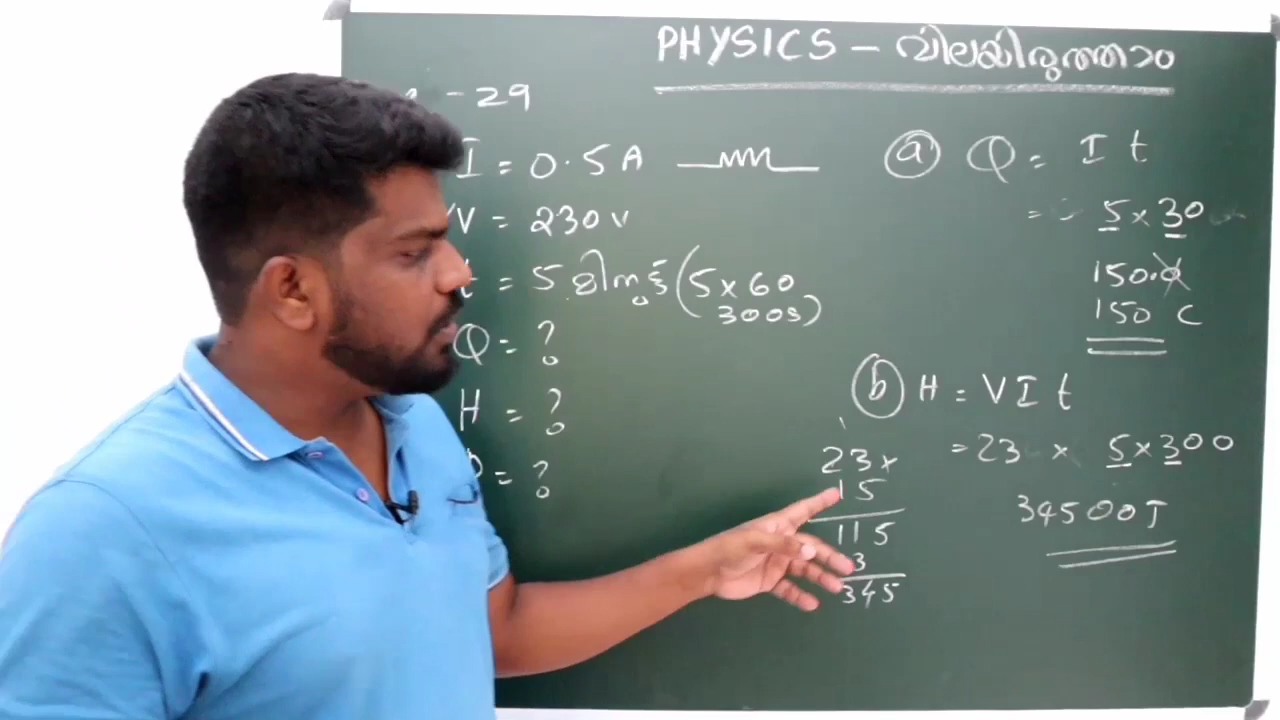 PHYSICS – വിലയിരുത്താം
- 29
I = 0.5 A
V = 230 V
t = 5 മിനുട്ട് (5 x 60
300s)
Q = ?
H = ?
P = ?
(a) Q = I t
= 5 x 30
150.0
150 C
(b) H = V I t
= 23 x 5 x 300
34500 J
23 x
15
115
3
345